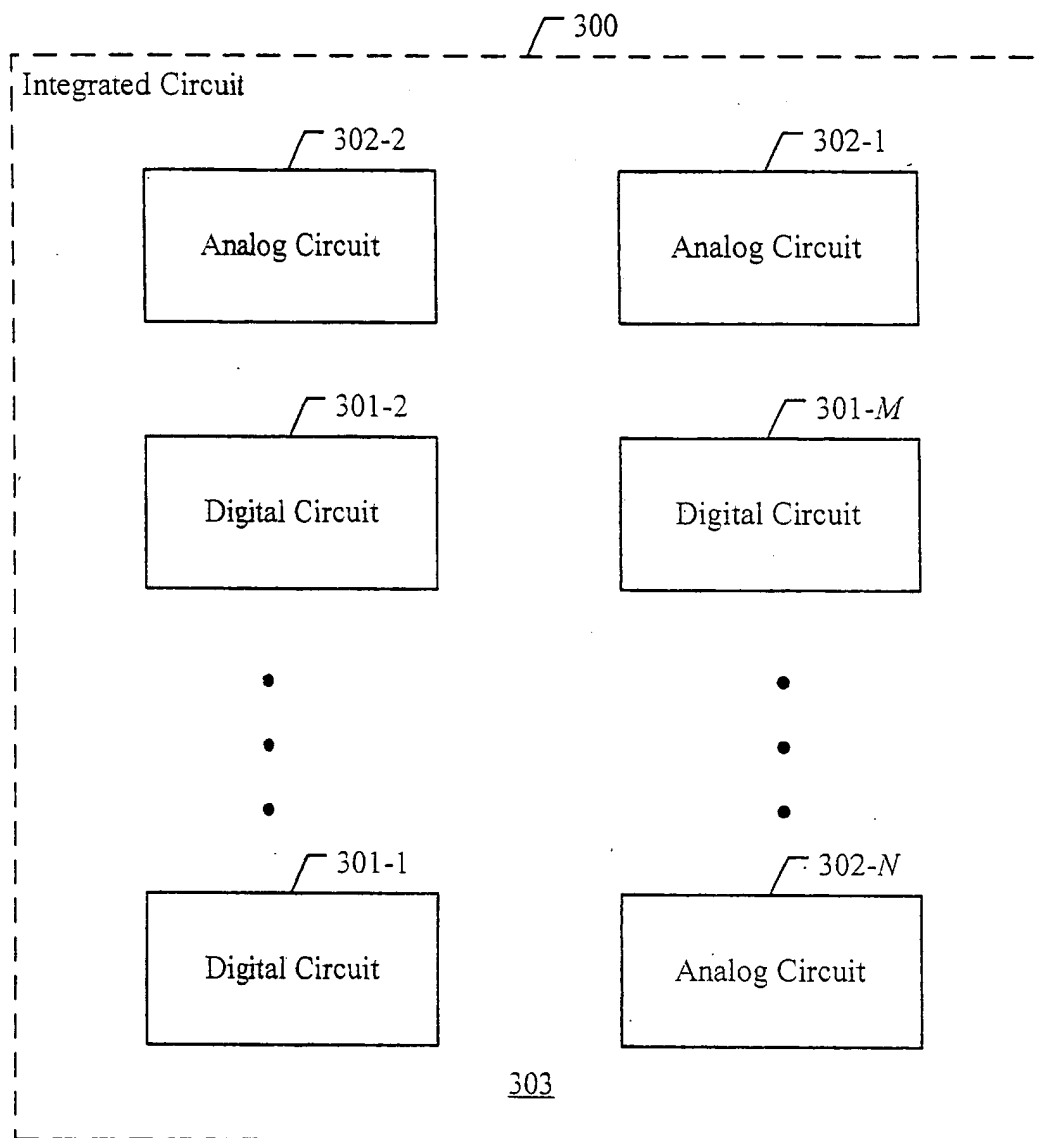 300
Integrated Circuit
302-2
302-1
Analog Circuit
Analog Circuit
301-2
301-M
Digital Circuit
Digital Circuit
301-1
302-N
Digital Circuit
Analog Circuit
303